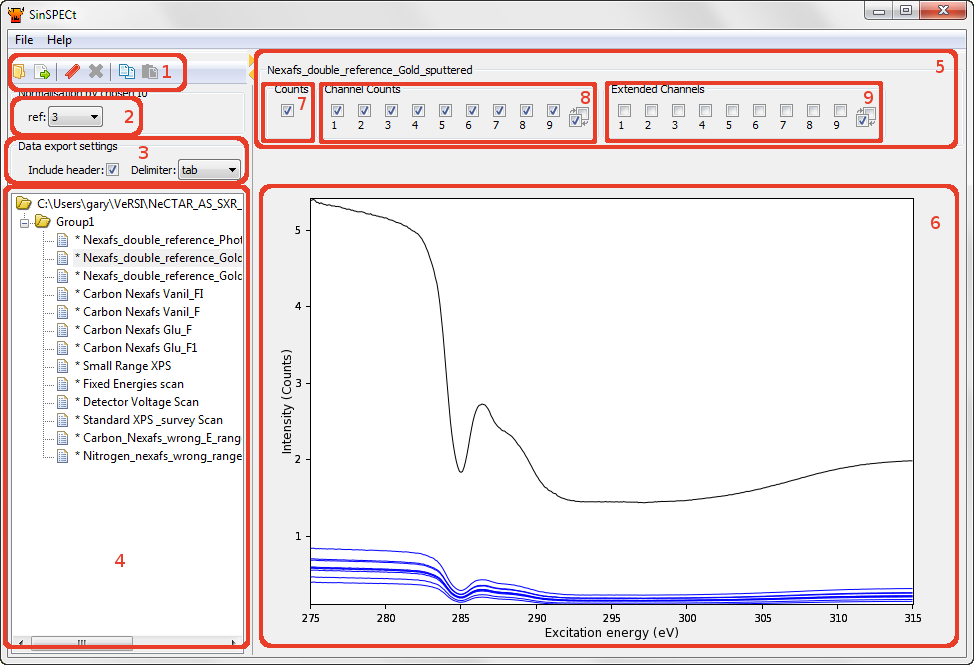 SinSPECt
File Help
1
Normalisation by chosen I0
ref: 3
2
Data export settings
3
Include header: Delimiter: tab
C:\Users\gary\VeRSI\NeCTAR_AS_SXR_
Group1
* Nexafs_double_reference_Phot
* Nexafs_double_reference_Gold
* Nexafs_double_reference_Gold
* Carbon Nexafs Vanil_FI
* Carbon Nexafs Vanil_F
* Carbon Nexafs Glu_F
* Carbon Nexafs Glu_F1
* Small Range XPS
* Fixed Energies scan
* Detector Voltage Scan
* Standard XPS _survey Scan
* Carbon_Nexafs_wrong_E_rang
* Nitrogen_nexafs_wrong_range
4
5
Nexafs_double_reference_Gold_sputtered
Counts
7
Channel Counts
8
1 2 3 4 5 6 7 8 9
Extended Channels
9
1 2 3 4 5 6 7 8 9
6
Intensity (Counts)
5
4
3
2
1
275 280 285 290 295 300 305 310 315
Excitation energy (eV)